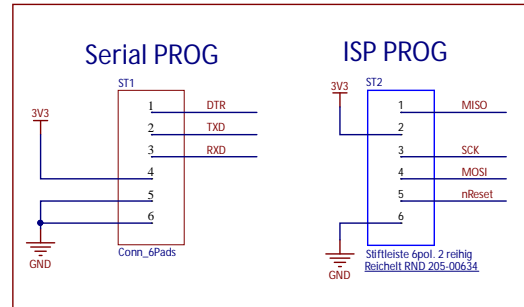 Serial PROG
ST1
3V3
1 DTR
2 TXD
3 RXD
4
5
6
GND
Conn_6Pads
ISP PROG
ST2
3V3
1 MISO
2
3 SCK
4 MOSI
5 nReset
6
GND
Stiftleiste 6pol. 2 reihig
Reichelt RND 205-00634